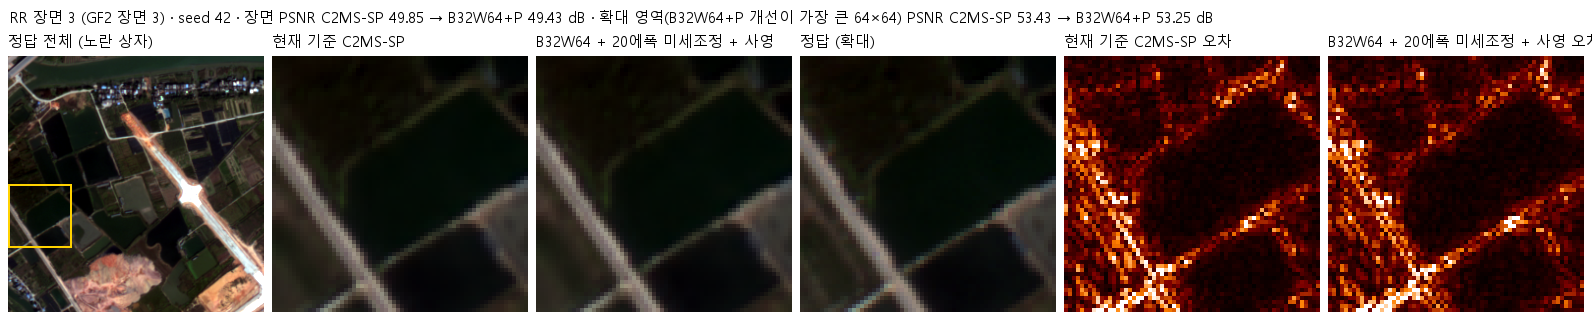 RR 장면 3 (GF2 장면 3) · seed 42 · 장면 PSNR C2MS-SP 49.85 → B32W64+P 49.43 dB · 확대 영역(B32W64+P 개선이 가장 큰 64×64) PSNR C2MS-SP 53.43 → B32W64+P 53.25 dB
정답 전체 (노란 상자)
현재 기준 C2MS-SP
B32W64 + 20에폭 미세조정 + 사영
정답 (확대)
현재 기준 C2MS-SP 오차
B32W64 + 20에폭 미세조정 + 사영 오차